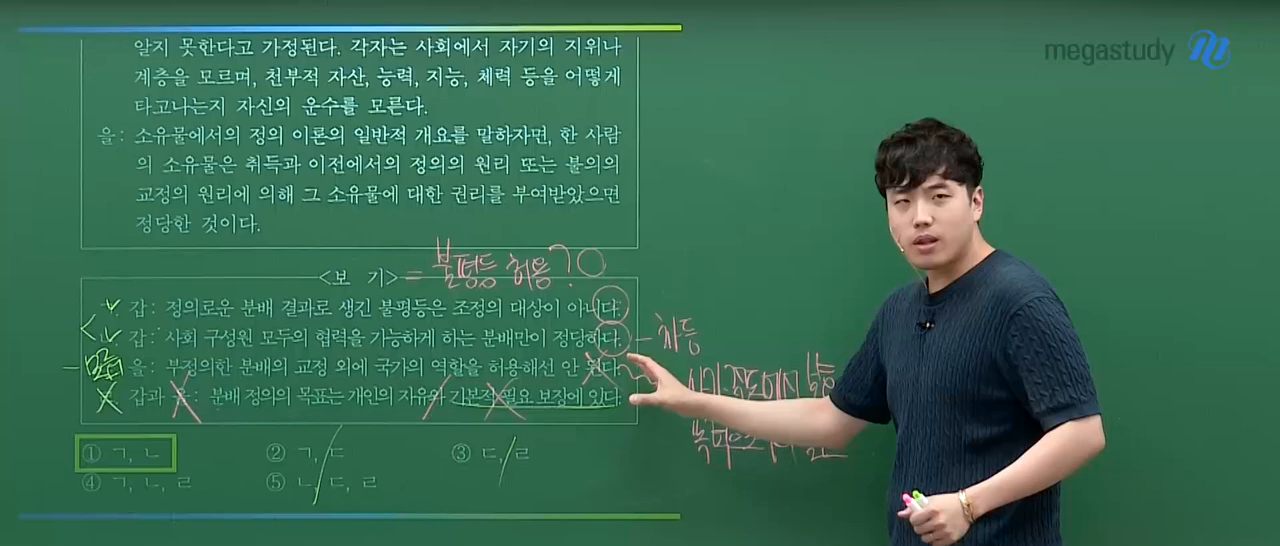 megastudy
알지 못한다고 가정된다. 각자는 사회에서 자기의 지위나
계층을 모르며, 천부적 자산, 능력, 지능, 체력 등을 어떻게
타고나는지 자신의 운수를 모른다.
을: 소유물에서의 정의 이론의 일반적 개요를 말하자면, 한 사람
의 소유물은 취득과 이전에서의 정의의 원리 또는 불의의
교정의 원리에 의해 그 소유물에 대한 권리를 부여받았으면
정당한 것이다.
<보 기> = 불평등 허용? O
갑: 정의로운 분배 결과로 생긴 불평등은 조정의 대상이 아니다.
갑: 사회 구성원 모두의 협력을 가능하게 하는 분배만이 정당하다. - 차등
을: 부정의한 분배의 교정 외에 국가의 역할을 허용해선 안 된다.
갑과 을: 분배 정의의 목표는 개인의 자유와 기본적 필요 보장에 있다.
① ㄱ, ㄴ ② ㄱ, ㄷ ③ ㄷ, ㄹ
④ ㄱ, ㄴ, ㄹ ⑤ ㄴ, ㄷ, ㄹ